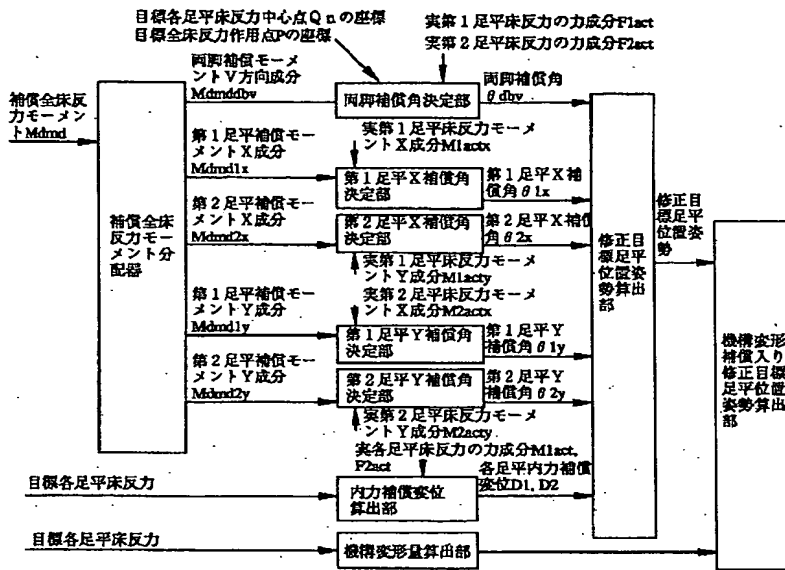 目標各足平床反力中心点Qnの座標
目標全床反力作用点Pの座標
実第1足平床反力の力成分F1act
実第2足平床反力の力成分F2act
補償全床反
力モーメン
トMdmd
補償全床
反力モー
メント分
配器
両脚補償モーメ
ントV方向成分
Mdmddbv
両脚補償角決定部
両脚補償角
θdbv
第1足平補償モー
メントX成分
Mdmd1x
実第1足平床反力モーメ
ントX成分M1actx
第1足平X補償角
決定部
第1足平X補
償角θ1x
第2足平補償モー
メントX成分
Mdmd2x
第2足平X補償角
決定部
第2足平X補償
角θ2x
実第1足平床反力モーメ
ントY成分M1acty
実第2足平床反力モーメ
ントX成分M2actx
第1足平補償モー
メントY成分
Mdmd1y
第1足平Y補償角
決定部
第1足平Y
補償角θ1y
第2足平補償モー
メントY成分
Mdmd2y
第2足平Y補償角
決定部
第2足平Y
補償角θ2y
実第2足平床反力モーメ
ントY成分M2acty
実各足平床反力の力成分M1act,
F2act
目標各足平床反力
内力補償変位
算出部
各足平内力補償
変位D1, D2
目標各足平床反力
機構変形量算出部
修正目
標足平
位置姿
勢算出
部
修正目
標足平
位置姿
勢
機構変形
補償入り
修正目標
足平位置
姿勢算出
部